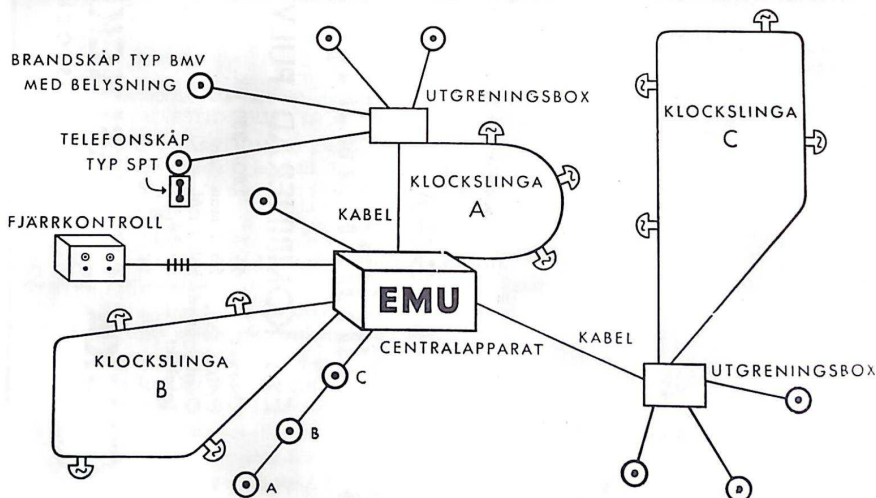 BRANDSKÅP TYP BMV
MED BELYSNING
D
UTGRENINGSBOX
TELEFONSKÅP
TYP SPT
KLOCKSLINGA
A
KLOCKSLINGA
C
KABEL
FJÄRRKONTROLL
EMU
CENTRALAPPARAT
KABEL
KLOCKSLINGA
B
C
B
A
UTGRENINGSBOX
D